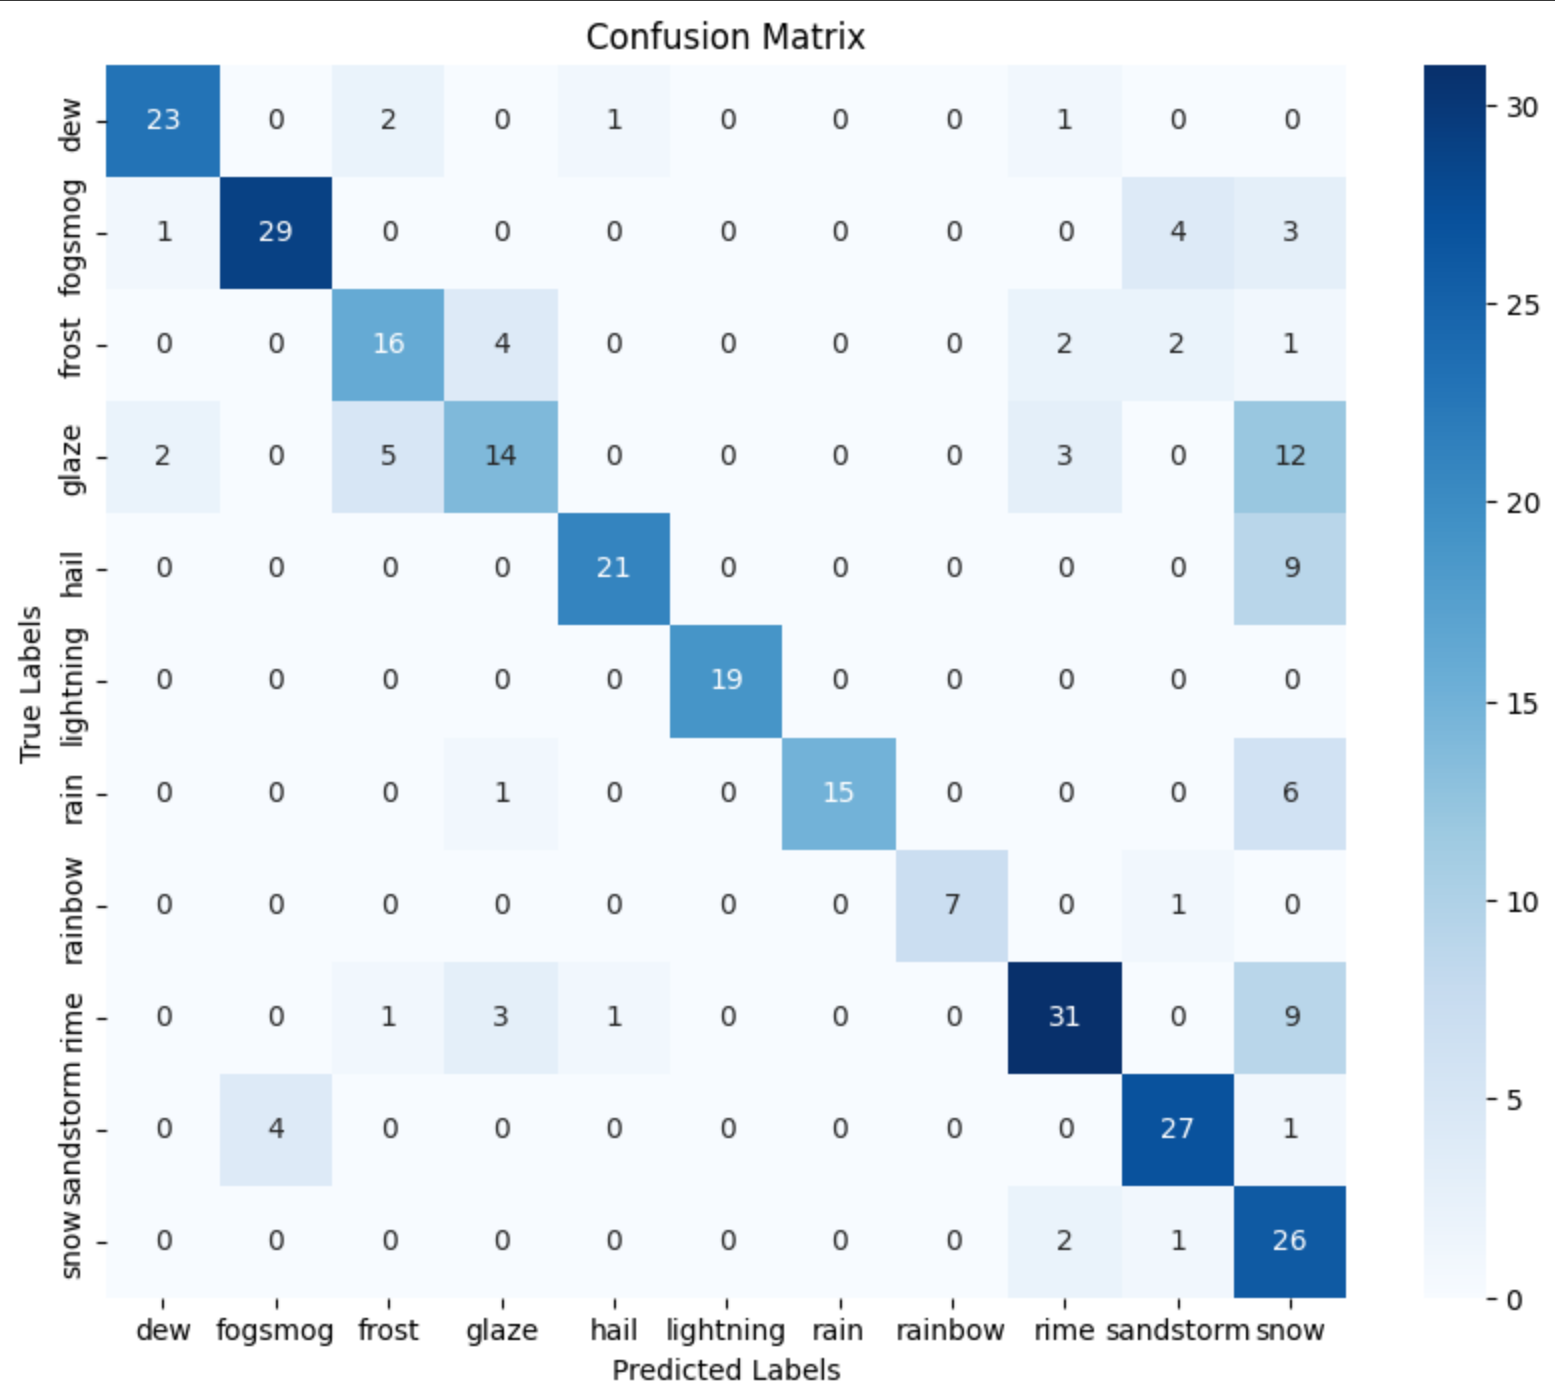 Confusion Matrix
dew 23 0 2 0 1 0 0 0 1 0 0
fogsmog 1 29 0 0 0 0 0 0 0 4 3
frost 0 0 16 4 0 0 0 0 2 2 1
glaze 2 0 5 14 0 0 0 0 3 0 12
hail 0 0 0 0 21 0 0 0 0 0 9
lightning 0 0 0 0 0 19 0 0 0 0 0
rain 0 0 0 1 0 0 15 0 0 0 6
rainbow 0 0 0 0 0 0 0 7 0 1 0
rime 0 0 1 3 1 0 0 0 31 0 9
sandstorm 0 4 0 0 0 0 0 0 0 27 1
snow 0 0 0 0 0 0 0 0 2 1 26
True Labels
dew fogsmog frost glaze hail lightning rain rainbow rime sandstorm snow
Predicted Labels
30
25
20
15
10
5
0